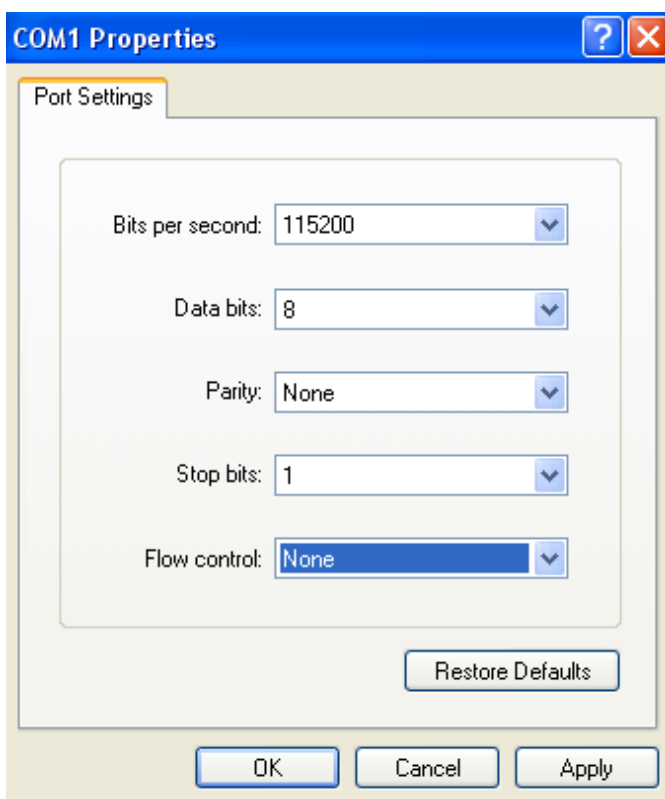 COM1 Properties
Port Settings
Bits per second: 115200
Data bits: 8
Parity: None
Stop bits: 1
Flow control: None
Restore Defaults
OK Cancel Apply